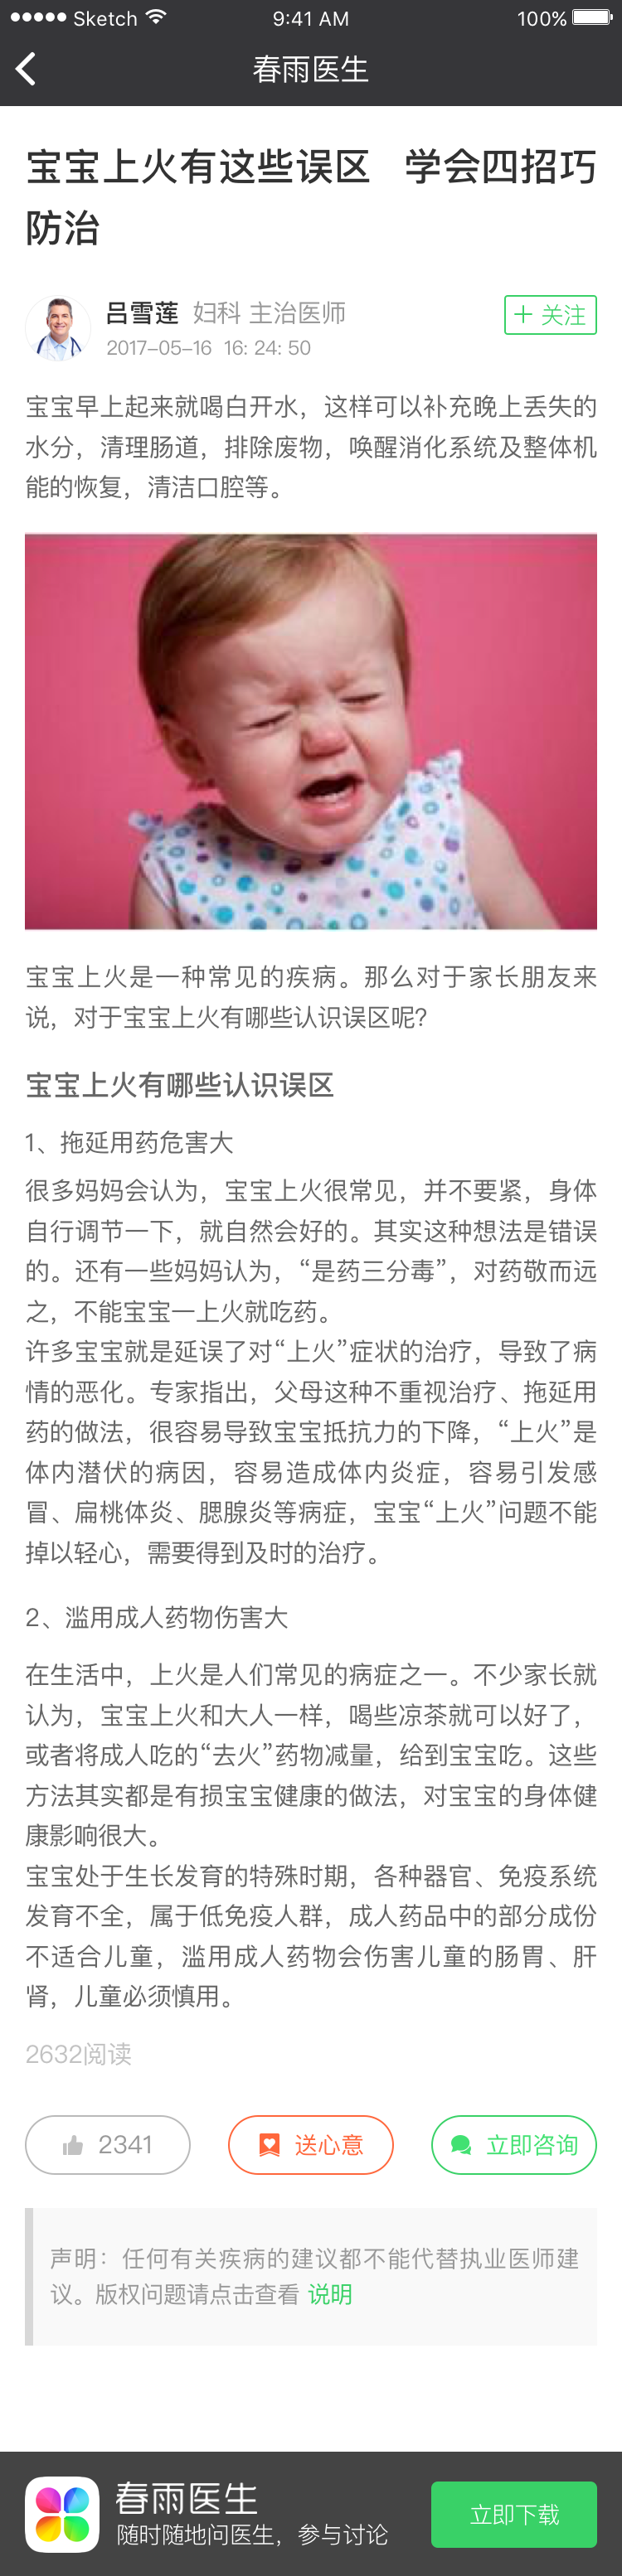 Sketch 9:41 AM 100%
春雨医生
宝宝上火有这些误区 学会四招巧
防治
吕雪莲 妇科 主治医师
+ 关注
2017-05-16 16: 24: 50
宝宝早上起来就喝白开水，这样可以补充晚上丢失的
水分，清理肠道，排除废物，唤醒消化系统及整体机
能的恢复，清洁口腔等。
宝宝上火是一种常见的疾病。那么对于家长朋友来
说，对于宝宝上火有哪些认识误区呢?
宝宝上火有哪些认识误区
1、拖延用药危害大
很多妈妈会认为，宝宝上火很常见，并不要紧，身体
自行调节一下，就自然会好的。其实这种想法是错误
的。还有一些妈妈认为，“是药三分毒”，对药敬而远
之，不能宝宝一上火就吃药。
许多宝宝就是延误了对“上火”症状的治疗，导致了病
情的恶化。专家指出，父母这种不重视治疗、拖延用
药的做法，很容易导致宝宝抵抗力的下降，“上火”是
体内潜伏的病因，容易造成体内炎症，容易引发感
冒、扁桃体炎、腮腺炎等病症，宝宝“上火”问题不能
掉以轻心，需要得到及时的治疗。
2、滥用成人药物伤害大
在生活中，上火是人们常见的病症之一。不少家长就
认为，宝宝上火和大人一样，喝些凉茶就可以好了，
或者将成人吃的“去火”药物减量，给到宝宝吃。这些
方法其实都是有损宝宝健康的做法，对宝宝的身体健
康影响很大。
宝宝处于生长发育的特殊时期，各种器官、免疫系统
发育不全，属于低免疫人群，成人药品中的部分成份
不适合儿童，滥用成人药物会伤害儿童的肠胃、肝
肾，儿童必须慎用。
2632阅读
2341 送心意 立即咨询
声明：任何有关疾病的建议都不能代替执业医师建
议。版权问题请点击查看 说明
春雨医生
随时随地问医生，参与讨论
立即下载